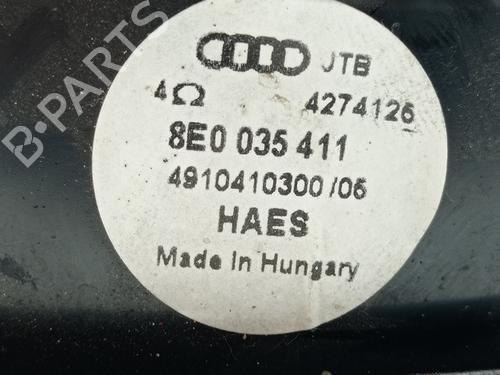 B-PARTS
JTB
4Ω 4274126
8E0 035 411
4910410300/06
HAES
Made In Hungary